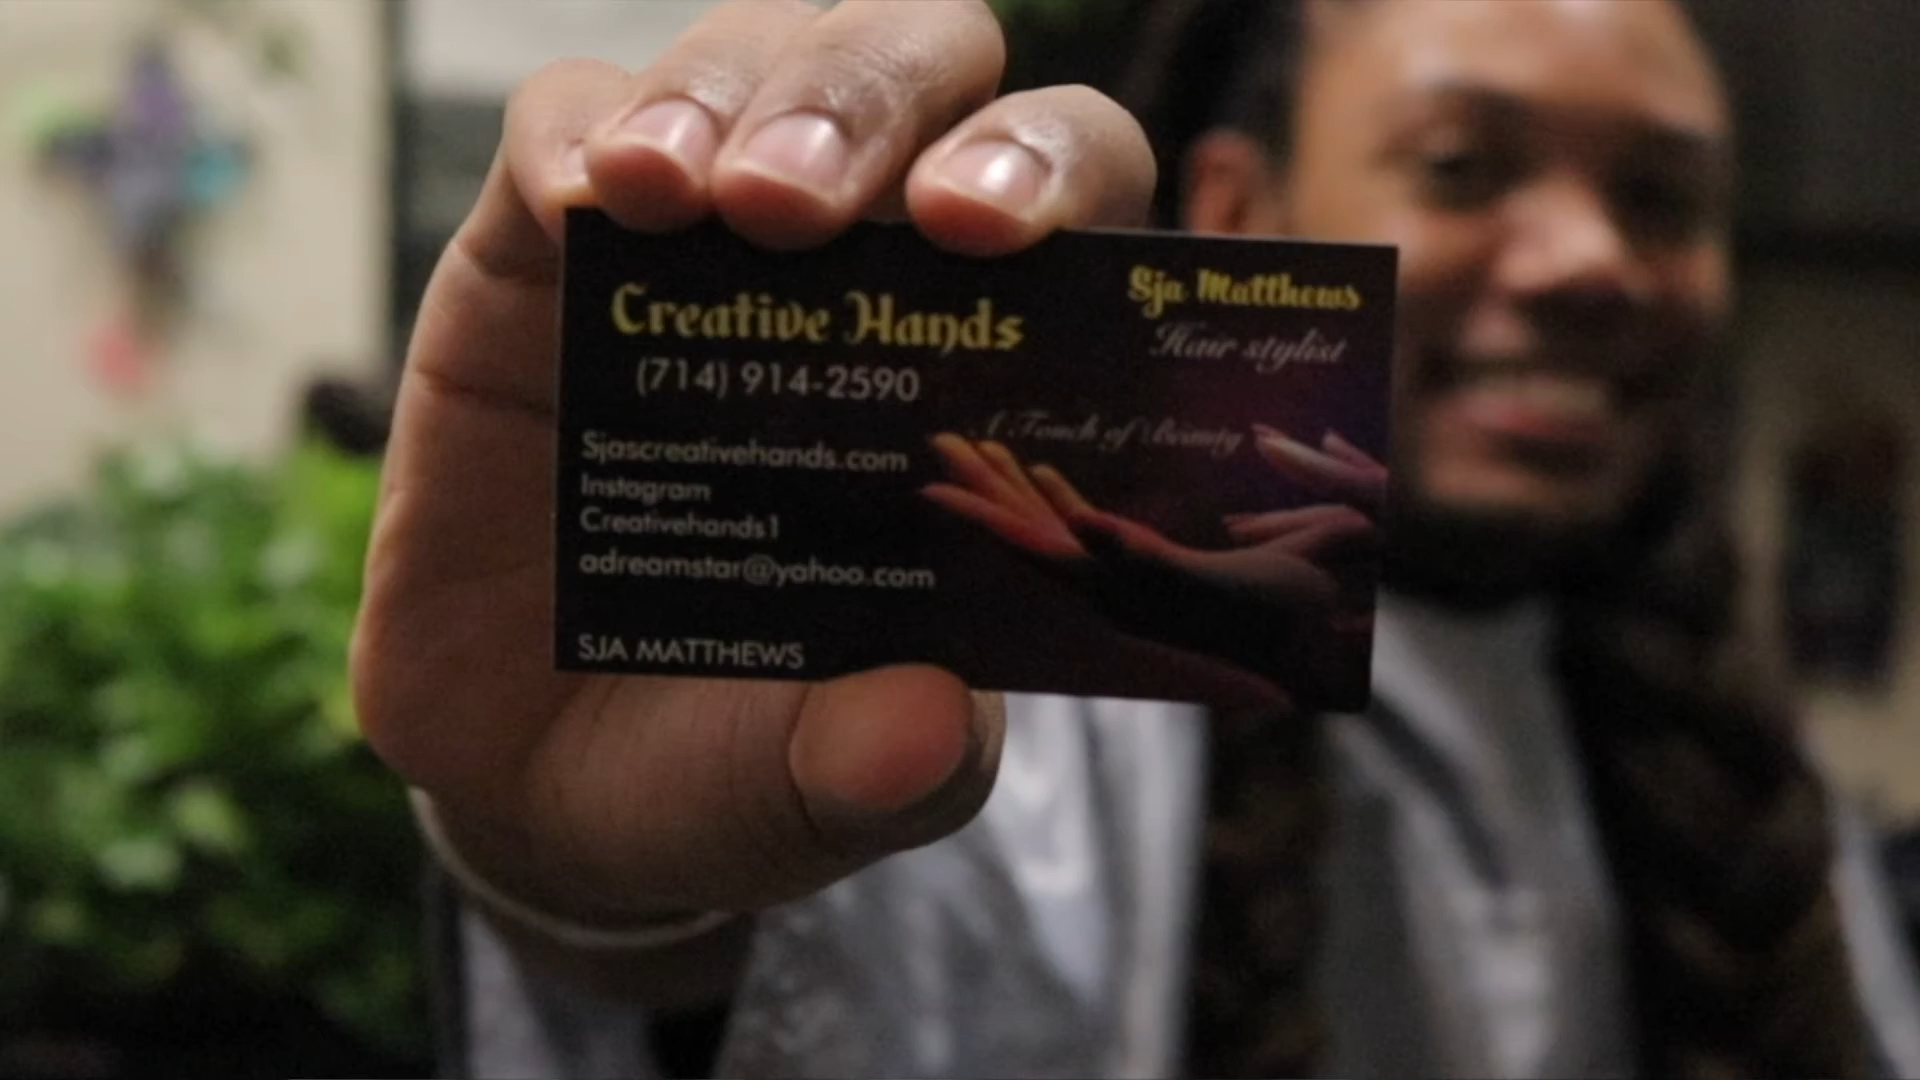 Creative Hands
(714) 914-2590
Sjascreativehands.com
Instagram
Creativehands1
adreamstar@yahoo.com
SJA MATTHEWS
Sja Matthews
Hair stylist
A Touch of Beauty